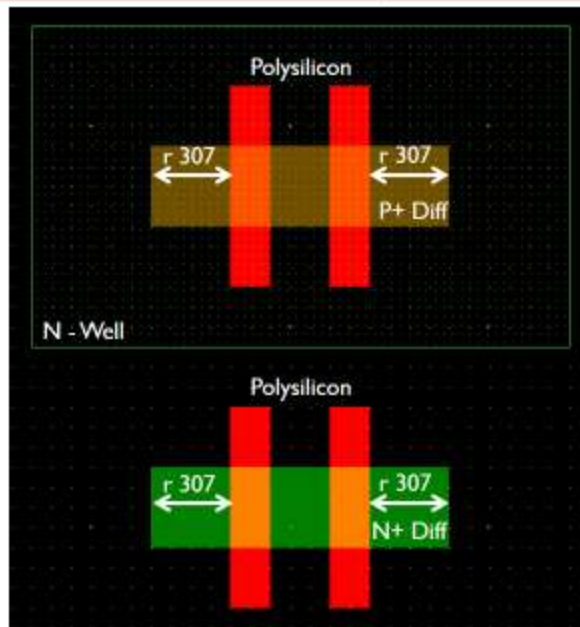 Polysilicon
r 307
r 307
P+ Diff
N - Well
Polysilicon
r 307
r 307
N+ Diff